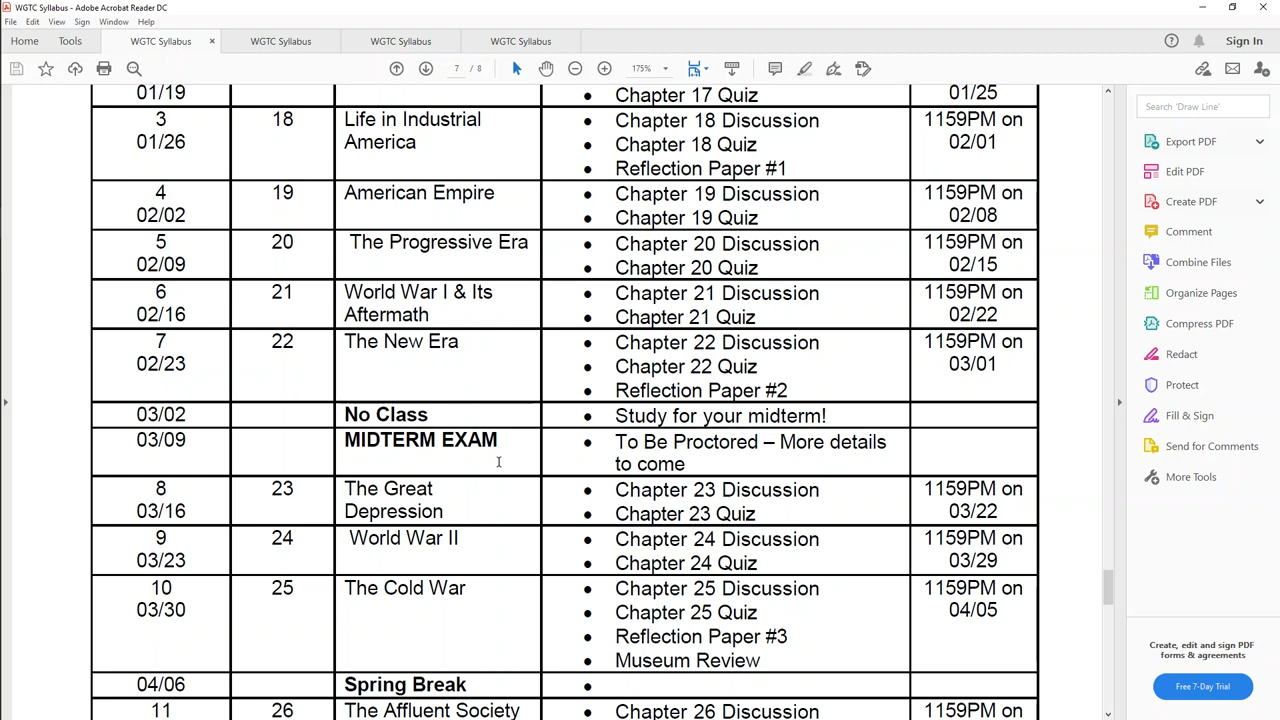 WGTC Syllabus - Adobe Acrobat Reader DC
File Edit View Sign Window Help
Home Tools WGTC Syllabus × WGTC Syllabus WGTC Syllabus WGTC Syllabus Sign In
7 / 8 175%
01/19 • Chapter 17 Quiz 01/25
3 18 Life in Industrial • Chapter 18 Discussion 1159PM on
01/26 America • Chapter 18 Quiz 02/01
• Reflection Paper #1
4 19 American Empire • Chapter 19 Discussion 1159PM on
02/02 • Chapter 19 Quiz 02/08
5 20 The Progressive Era • Chapter 20 Discussion 1159PM on
02/09 • Chapter 20 Quiz 02/15
6 21 World War I & Its • Chapter 21 Discussion 1159PM on
02/16 Aftermath • Chapter 21 Quiz 02/22
7 22 The New Era • Chapter 22 Discussion 1159PM on
02/23 • Chapter 22 Quiz 03/01
• Reflection Paper #2
03/02 No Class • Study for your midterm!
03/09 MIDTERM EXAM • To Be Proctored – More details
to come
8 23 The Great • Chapter 23 Discussion 1159PM on
03/16 Depression • Chapter 23 Quiz 03/22
9 24 World War II • Chapter 24 Discussion 1159PM on
03/23 • Chapter 24 Quiz 03/29
10 25 The Cold War • Chapter 25 Discussion 1159PM on
03/30 • Chapter 25 Quiz 04/05
• Reflection Paper #3
• Museum Review
04/06 Spring Break •
11 26 The Affluent Society • Chapter 26 Discussion 1159PM on
Search 'Draw Line'
Export PDF
Edit PDF
Create PDF
Comment
Combine Files
Organize Pages
Compress PDF
Redact
Protect
Fill & Sign
Send for Comments
More Tools
Create, edit and sign PDF
forms & agreements
Free 7-Day Trial